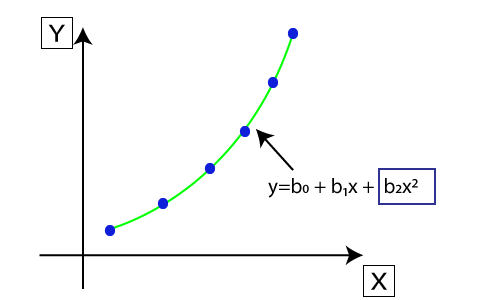 Y
y=b₀ + b₁x + b₂x²
X